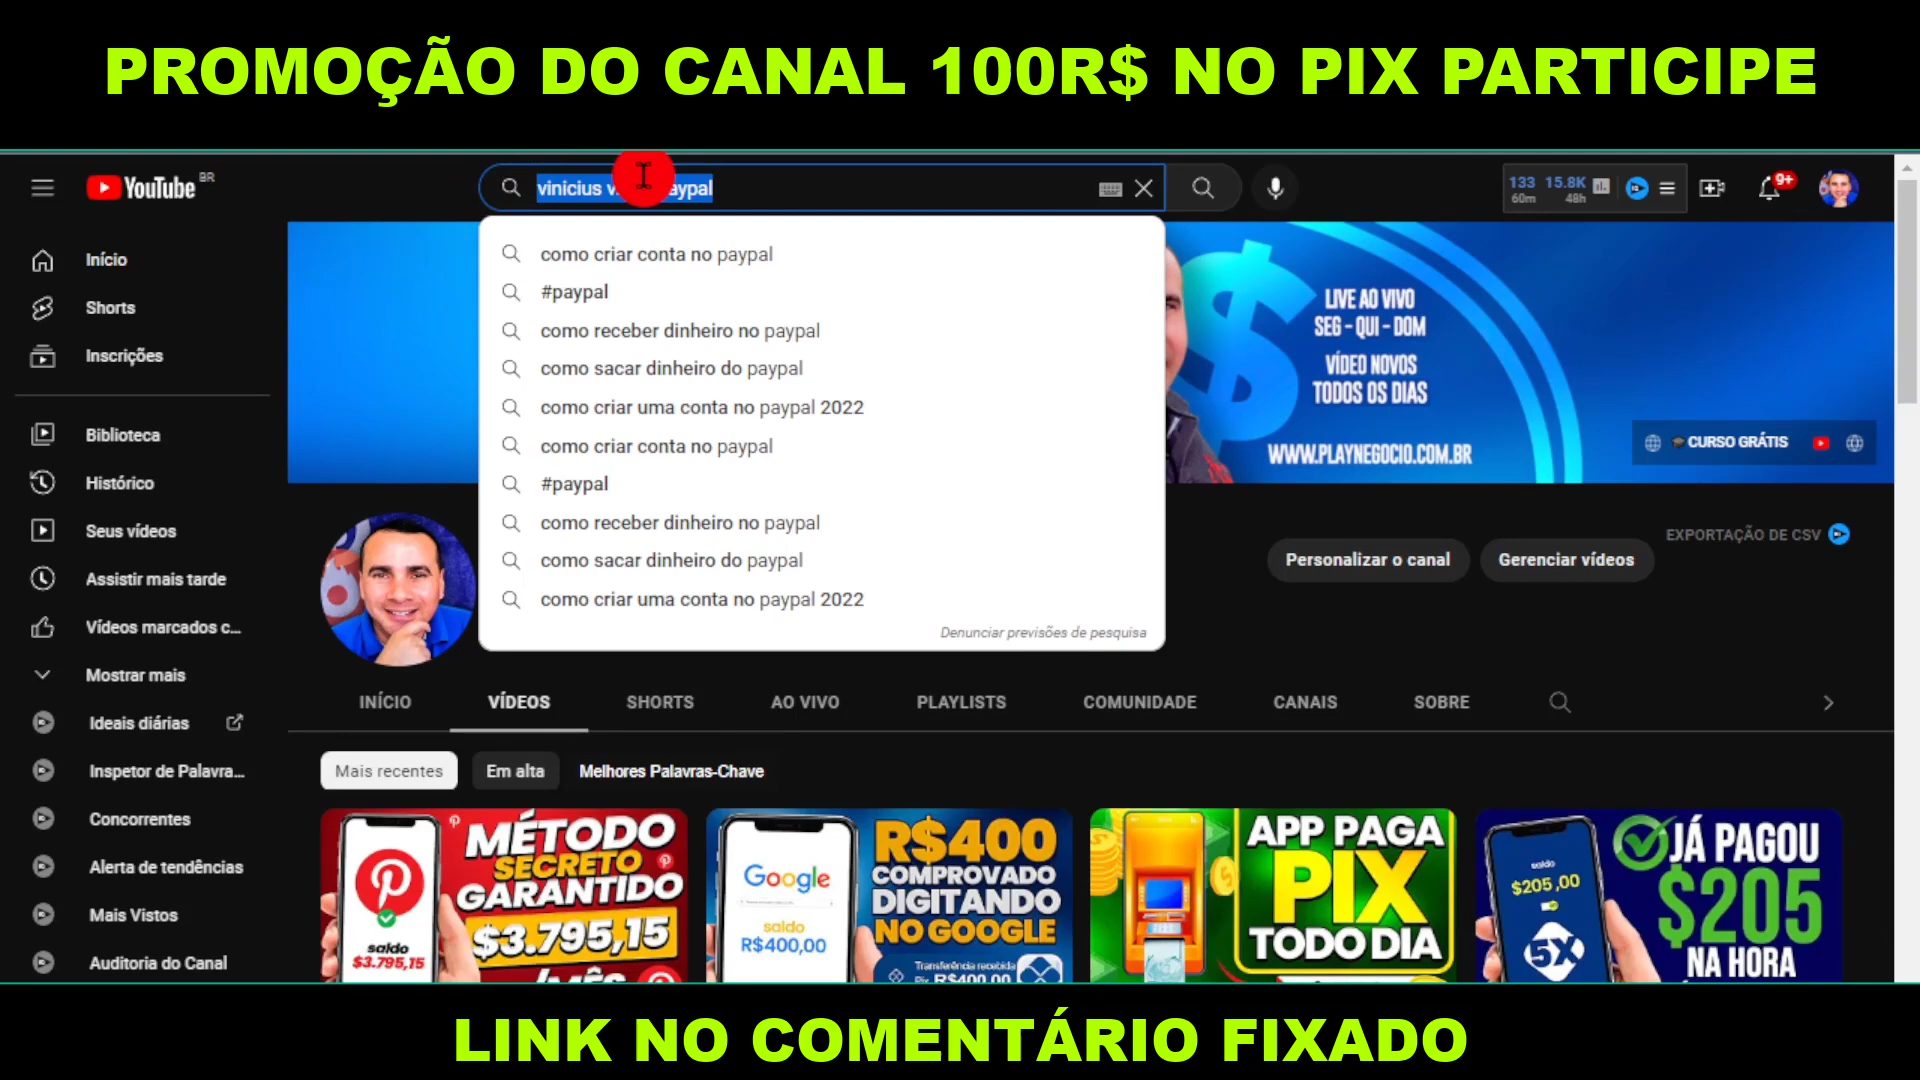 PROMOÇÃO DO CANAL 100R$ NO PIX PARTICIPE
YouTube BR
vinicius v aypal
133 15.8K
60m 48h
9+
Início
Shorts
Inscrições
Biblioteca
Histórico
Seus vídeos
Assistir mais tarde
Vídeos marcados c...
Mostrar mais
Ideais diárias
Inspetor de Palavra...
Concorrentes
Alerta de tendências
Mais Vistos
Auditoria do Canal
como criar conta no paypal
#paypal
como receber dinheiro no paypal
como sacar dinheiro do paypal
como criar uma conta no paypal 2022
como criar conta no paypal
#paypal
como receber dinheiro no paypal
como sacar dinheiro do paypal
como criar uma conta no paypal 2022
Denunciar previsões de pesquisa
LIVE AO VIVO
SEG - QUI - DOM
VÍDEO NOVOS
TODOS OS DIAS
WWW.PLAYNEGOCIO.COM.BR
CURSO GRÁTIS
EXPORTAÇÃO DE CSV
Personalizar o canal
Gerenciar vídeos
INÍCIO
VÍDEOS
SHORTS
AO VIVO
PLAYLISTS
COMUNIDADE
CANAIS
SOBRE
Mais recentes
Em alta
Melhores Palavras-Chave
MÉTODO
SECRETO
GARANTIDO
$3.795,15
/MÊS
saldo
$3.795,15
Google
saldo
R$400,00
R$400
COMPROVADO
DIGITANDO
NO GOOGLE
Transferência recebida
Pix R$400,00
APP PAGA
PIX
TODO DIA
saldo
$205,00
5X
JÁ PAGOU
$205
NA HORA
LINK NO COMENTÁRIO FIXADO